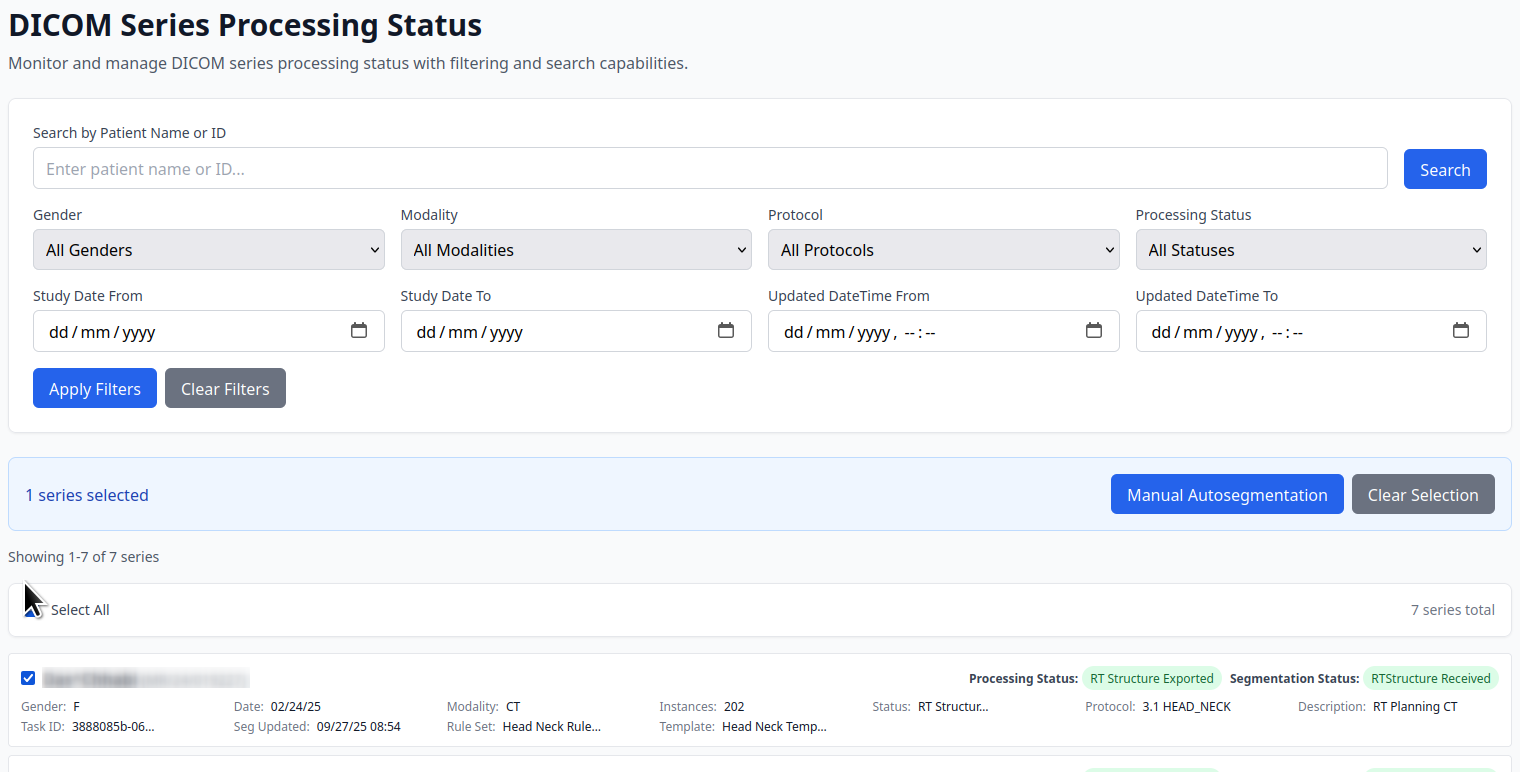 DICOM Series Processing Status
Monitor and manage DICOM series processing status with filtering and search capabilities.
Search by Patient Name or ID
Enter patient name or ID...
Search
Gender Modality Protocol Processing Status
All Genders All Modalities All Protocols All Statuses
Study Date From Study Date To Updated DateTime From Updated DateTime To
dd/mm/yyyy dd/mm/yyyy dd/mm/yyyy, --:-- dd/mm/yyyy, --:--
Apply Filters Clear Filters
1 series selected Manual Autosegmentation Clear Selection
Showing 1-7 of 7 series
Select All 7 series total
Processing Status: RT Structure Exported Segmentation Status: RTStructure Received
Gender: F Date: 02/24/25 Modality: CT Instances: 202 Status: RT Structur... Protocol: 3.1 HEAD_NECK Description: RT Planning CT
Task ID: 3888085b-06... Seg Updated: 09/27/25 08:54 Rule Set: Head Neck Rule... Template: Head Neck Temp...